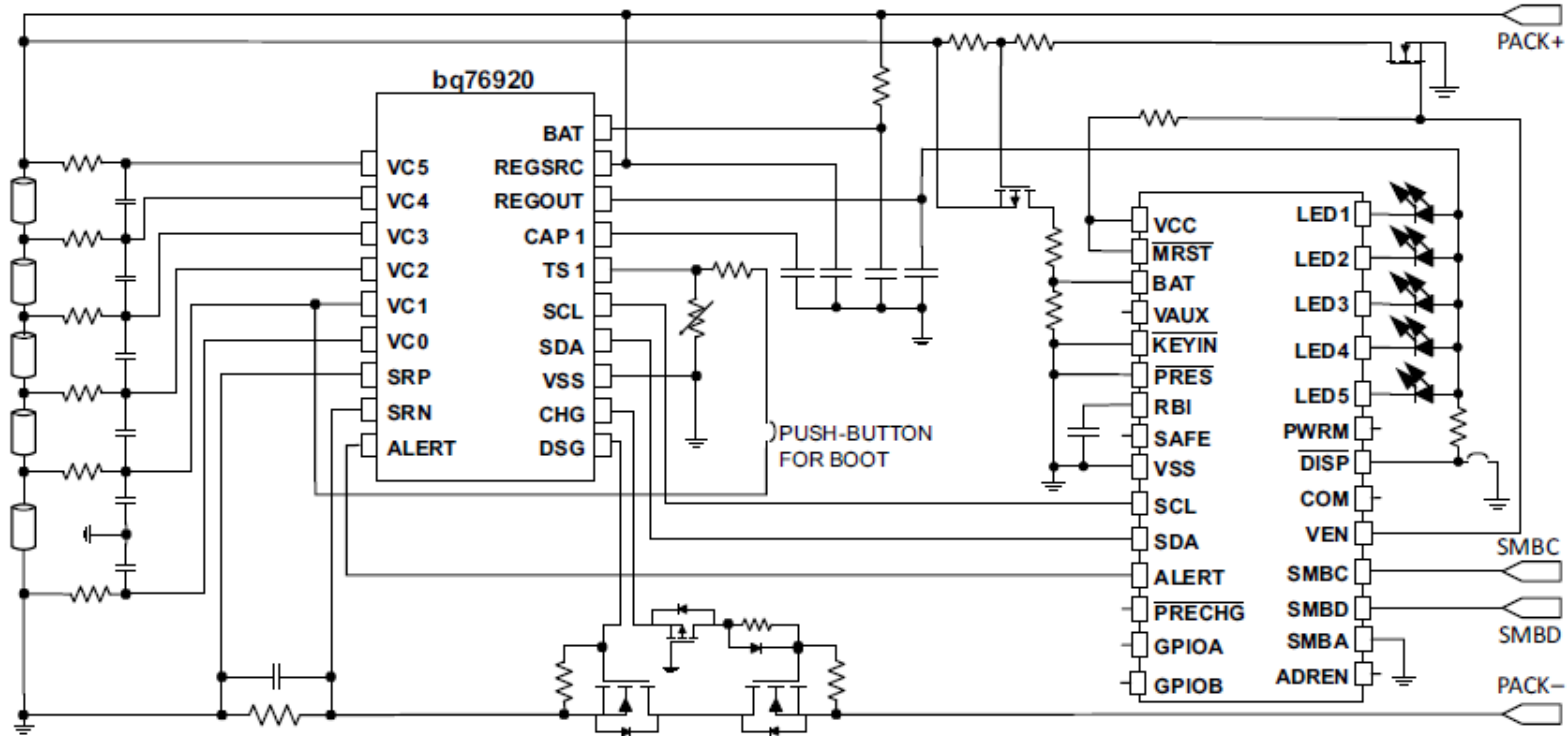 PACK+
bq76920
BAT
REGSRC
REGOUT
CAP 1
TS 1
SCL
SDA
VSS
CHG
DSG
VC5
VC4
VC3
VC2
VC1
VC0
SRP
SRN
ALERT
PUSH-BUTTON
FOR BOOT
VCC
MRST
BAT
VAUX
KEYIN
PRES
RBI
SAFE
VSS
SCL
SDA
ALERT
PRECHG
GPIOA
GPIOB
LED1
LED2
LED3
LED4
LED5
PWRM
DISP
COM
VEN
SMBC
SMBD
SMBA
ADREN
SMBC
SMBD
PACK–